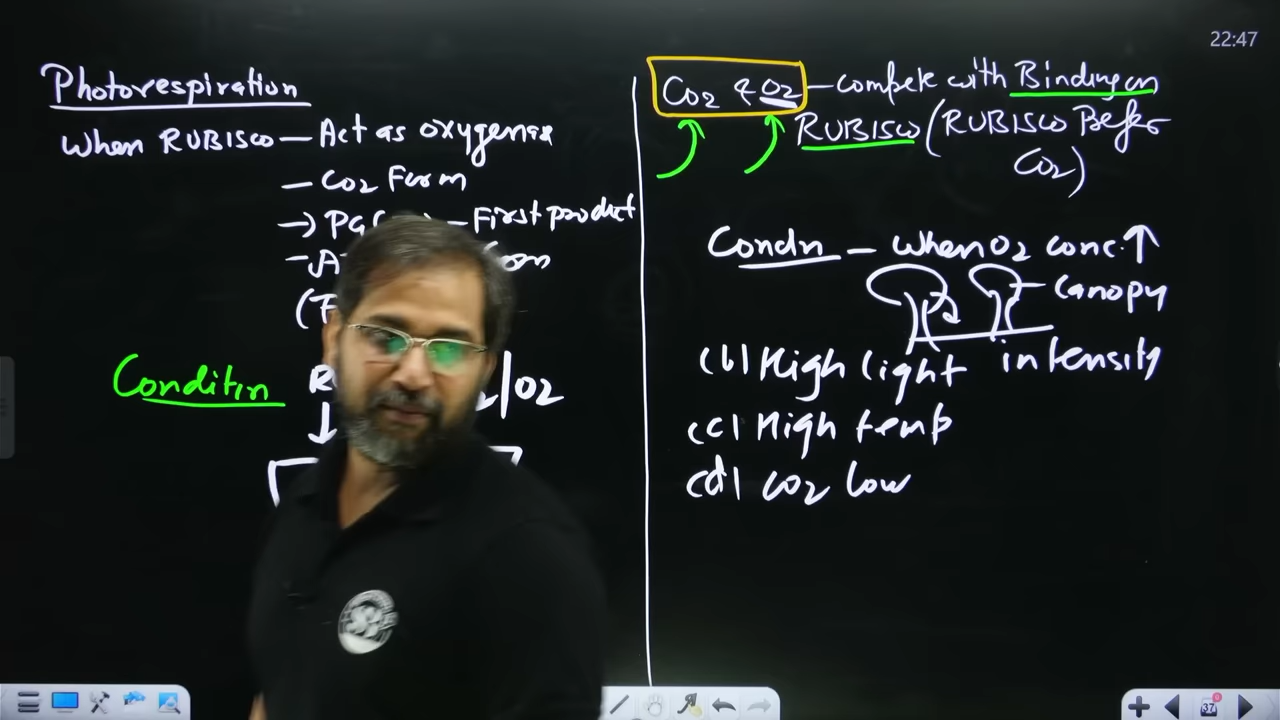 22:47
Photorespiration
When RUBISCO — Act as oxygenase
— CO2 Form
→ PG — First product
Condition
|O2
CO2 & O2 — compete with Binding on
RUBISCO (RUBISCO Prefer
CO2)
Condn — When O2 conc. ↑
Canopy
(b) High light intensity
(c) High temp
(d) CO2 low
37